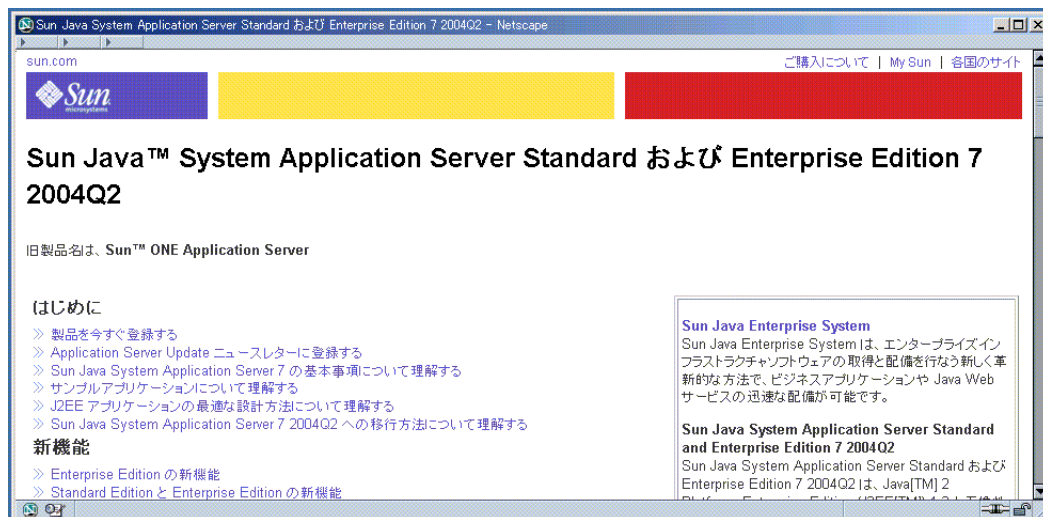 Sun Java System Application Server Standard および Enterprise Edition 7 2004Q2 - Netscape
sun.com
ご購入について | My Sun | 各国のサイト
Sun
microsystems
Sun Java™ System Application Server Standard および Enterprise Edition 7
2004Q2
旧製品名は、Sun™ ONE Application Server
はじめに
» 製品を今すぐ登録する
» Application Server Update ニュースレターに登録する
» Sun Java System Application Server 7 の基本事項について理解する
» サンプルアプリケーションについて理解する
» J2EE アプリケーションの最適な設計方法について理解する
» Sun Java System Application Server 7 2004Q2 への移行方法について理解する
新機能
» Enterprise Edition の新機能
» Standard Edition と Enterprise Edition の新機能
Sun Java Enterprise System
Sun Java Enterprise System は、エンタープライズイン
フラストラクチャソフトウェアの取得と配備を行なう新しく革
新的な方法で、ビジネスアプリケーションや Java Web
サービスの迅速な配備が可能です。
Sun Java System Application Server Standard
and Enterprise Edition 7 2004Q2
Sun Java System Application Server Standard および
Enterprise Edition 7 2004Q2 は、Java[TM] 2